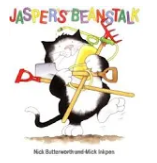 JASPER'S BEANSTALK
Nick Butterworth and Mick Inkpen